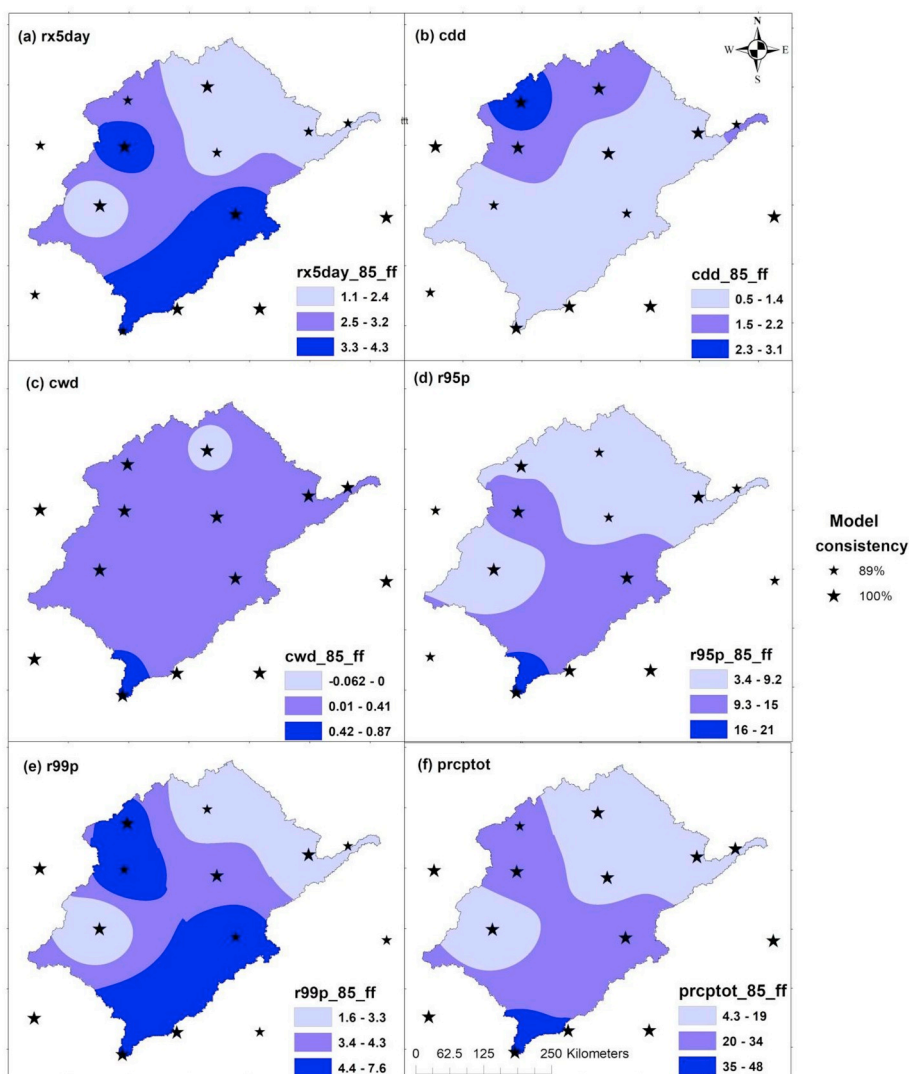 (a) rx5day
rx5day_85_ff
1.1 - 2.4
2.5 - 3.2
3.3 - 4.3
(b) cdd
N
W E
S
ff
cdd_85_ff
0.5 - 1.4
1.5 - 2.2
2.3 - 3.1
(c) cwd
cwd_85_ff
-0.062 - 0
0.01 - 0.41
0.42 - 0.87
(d) r95p
r95p_85_ff
3.4 - 9.2
9.3 - 15
16 - 21
Model
consistency
89%
100%
(e) r99p
r99p_85_ff
1.6 - 3.3
3.4 - 4.3
4.4 - 7.6
(f) prcptot
prcptot_85_ff
4.3 - 19
20 - 34
35 - 48
0 62.5 125 250 Kilometers